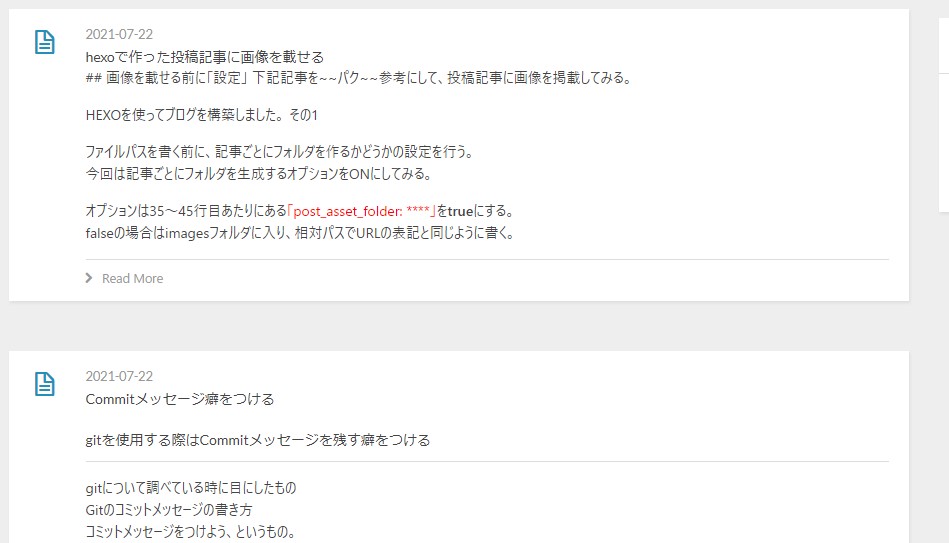 2021-07-22
hexoで作った投稿記事に画像を載せる
## 画像を載せる前に「設定」 下記記事を~~パク~~参考にして、投稿記事に画像を掲載してみる。
HEXOを使ってブログを構築しました。 その1
ファイルパスを書く前に、記事ごとにフォルダを作るかどうかの設定を行う。
今回は記事ごとにフォルダを生成するオプションをONにしてみる。
オプションは35～45行目あたりにある「post_asset_folder: ****」をtrueにする。
falseの場合はimagesフォルダに入り、相対パスでURLの表記と同じように書く。
Read More
2021-07-22
Commitメッセージ癖をつける
gitを使用する際はCommitメッセージを残す癖をつける
gitについて調べている時に目にしたもの
Gitのコミットメッセージの書き方
コミットメッセージをつけよう、というもの。